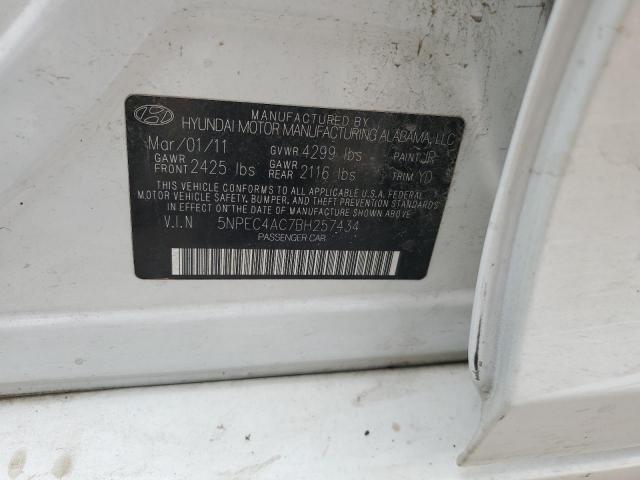 MANUFACTURED BY
HYUNDAI MOTOR MANUFACTURING ALABAMA, LLC
Mar/01/11 GVWR 4299 lbs PAINT JR
GAWR FRONT 2425 lbs GAWR REAR 2116 lbs TRIM YD
THIS VEHICLE CONFORMS TO ALL APPLICABLE U.S.A. FEDERAL
MOTOR VEHICLE SAFETY, BUMPER, AND THEFT PREVENTION STANDARDS
IN EFFECT ON THE DATE OF MANUFACTURE SHOWN ABOVE.
V.I.N 5NPEC4AC7BH257434
PASSENGER CAR